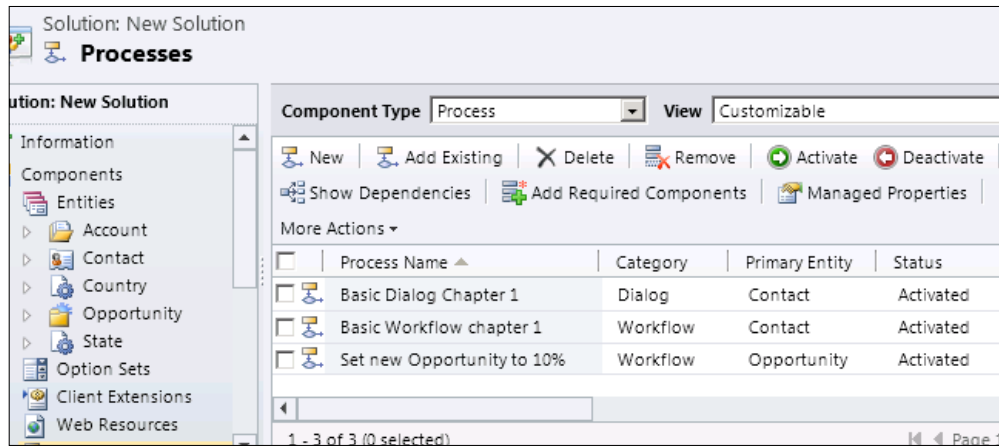 Solution: New Solution
Processes
ution: New Solution
Information
Components
Entities
Account
Contact
Country
Opportunity
State
Option Sets
Client Extensions
Web Resources
Component Type Process View Customizable
New Add Existing Delete Remove Activate Deactivate
Show Dependencies Add Required Components Managed Properties
More Actions
Process Name Category Primary Entity Status
Basic Dialog Chapter 1 Dialog Contact Activated
Basic Workflow chapter 1 Workflow Contact Activated
Set new Opportunity to 10% Workflow Opportunity Activated
1 - 3 of 3 (0 selected) Page 1